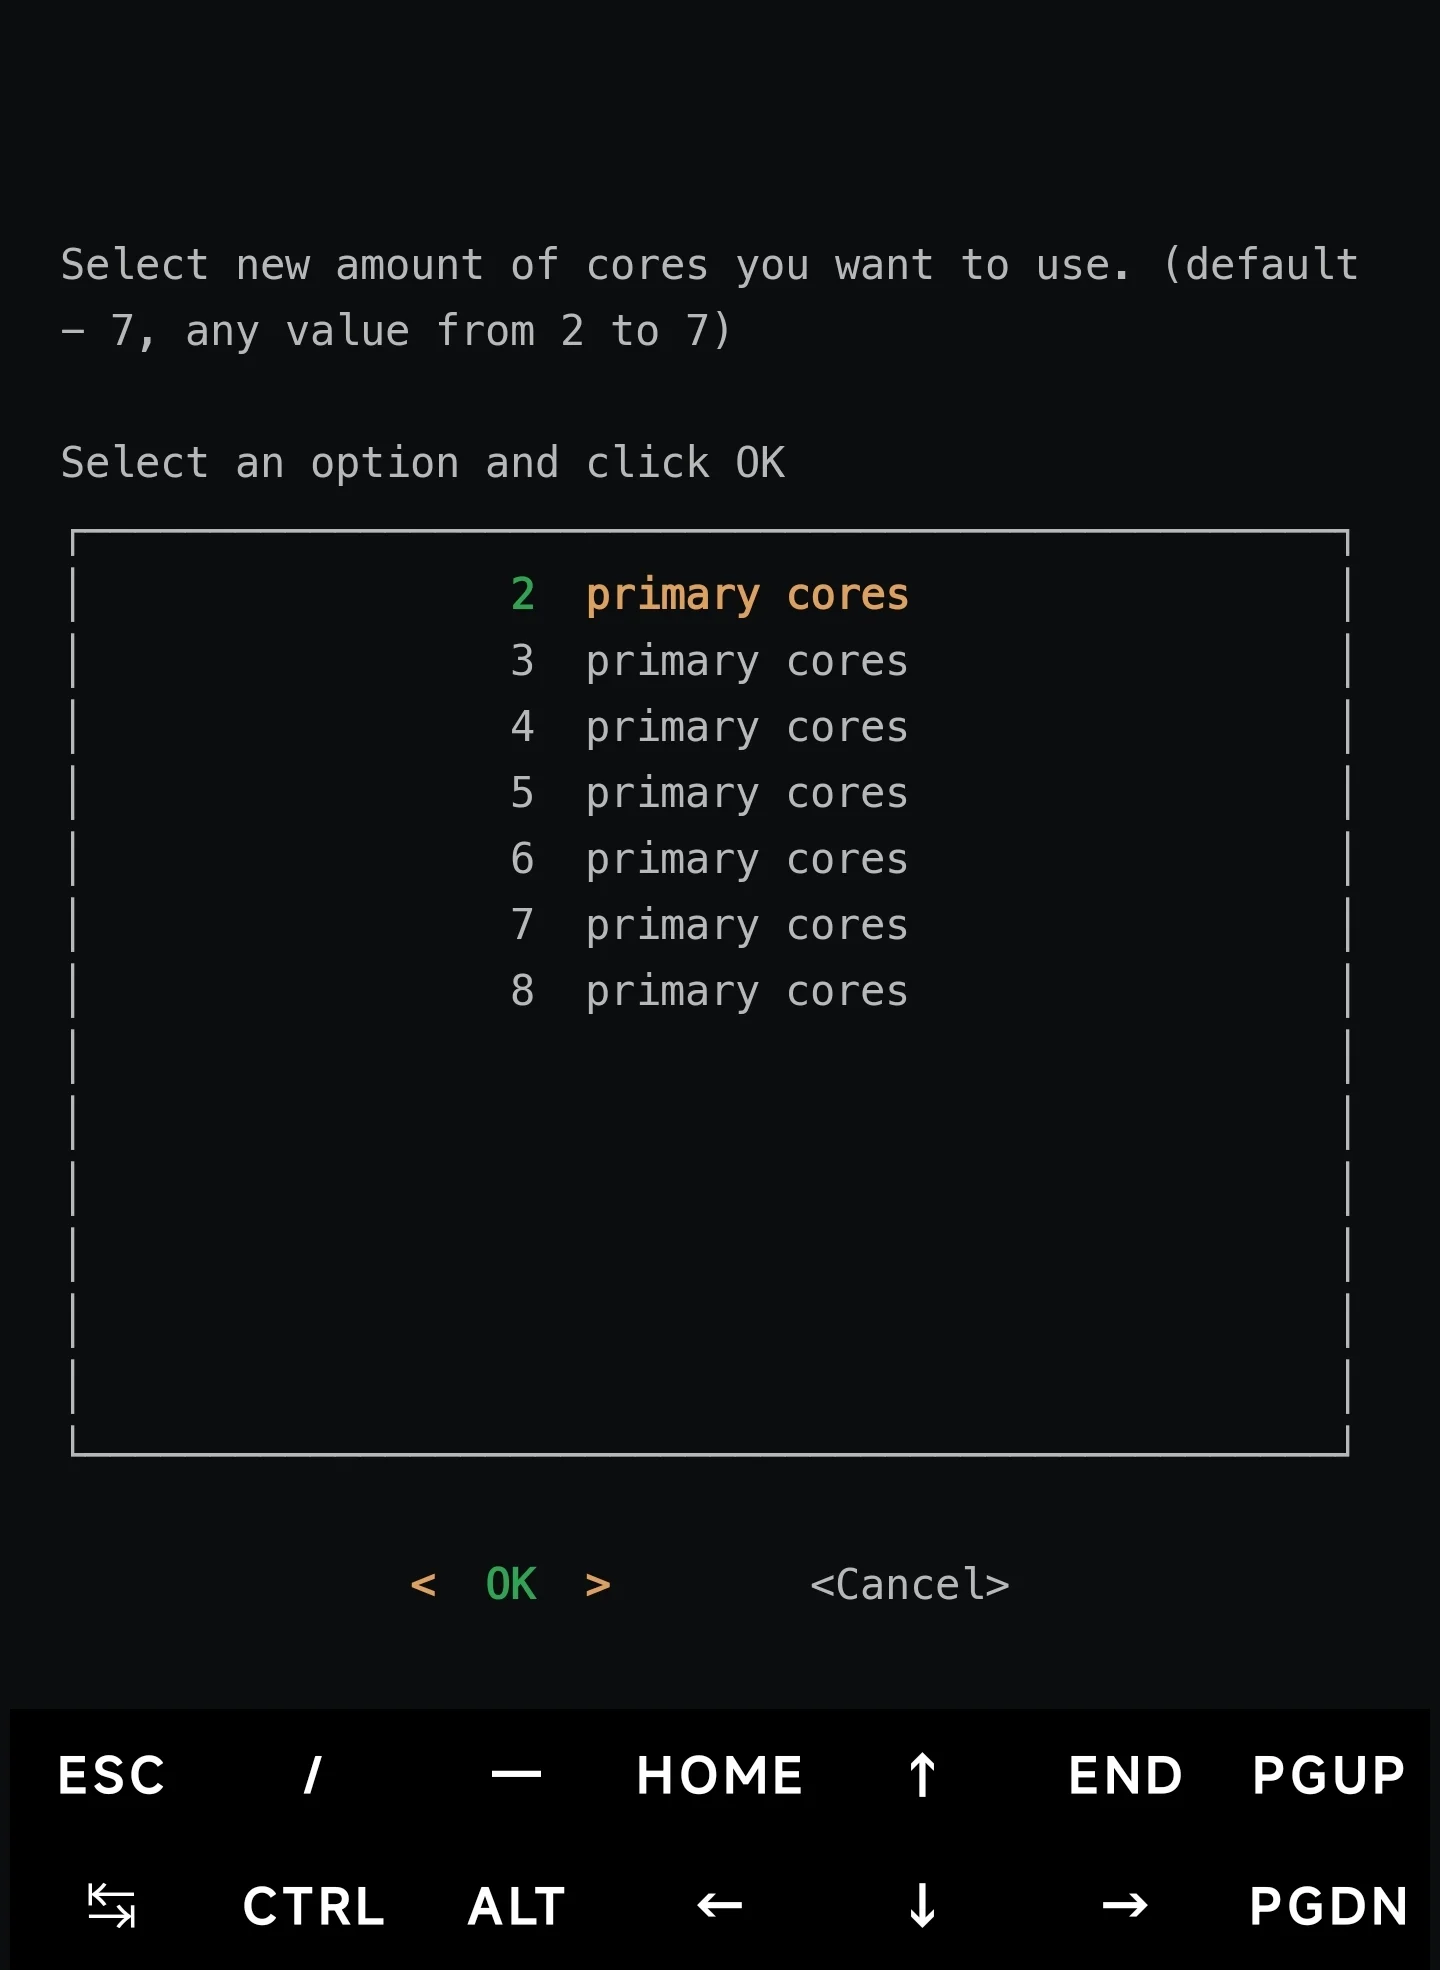 Select new amount of cores you want to use. (default
– 7, any value from 2 to 7)
Select an option and click OK
2 primary cores
3 primary cores
4 primary cores
5 primary cores
6 primary cores
7 primary cores
8 primary cores
< OK > <Cancel>
ESC / — HOME ↑ END PGUP
↹ CTRL ALT ← ↓ → PGDN